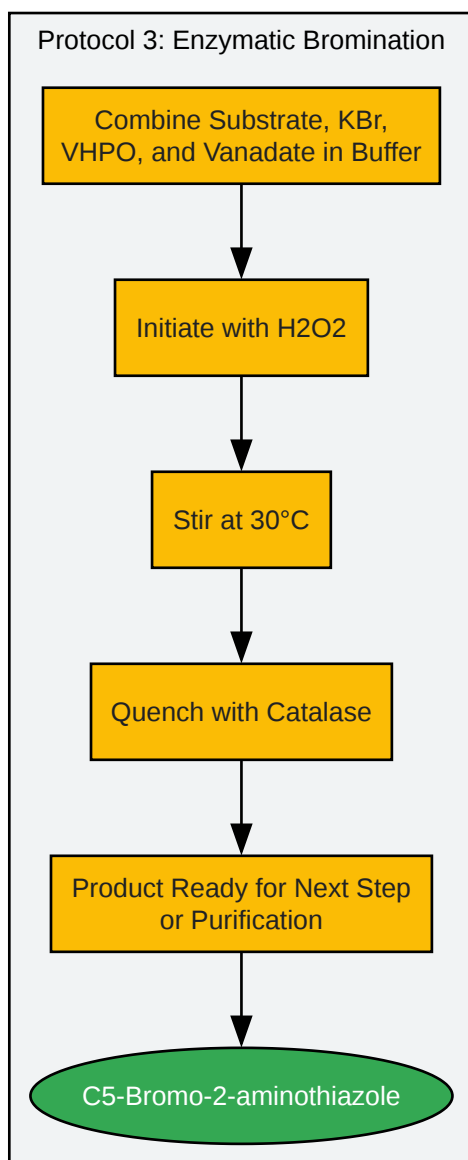 Protocol 3: Enzymatic Bromination
Combine Substrate, KBr,
VHPO, and Vanadate in Buffer
Initiate with H2O2
Stir at 30°C
Quench with Catalase
Product Ready for Next Step
or Purification
C5-Bromo-2-aminothiazole